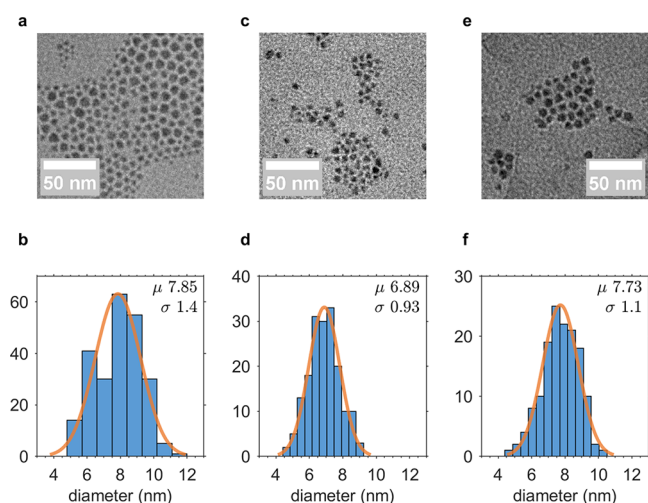 a
c
e
50 nm
50 nm
50 nm
b
d
f
μ 7.85
σ 1.4
60
40
20
0
4 6 8 10 12
diameter (nm)
μ 6.89
σ 0.93
40
30
20
10
0
4 6 8 10 12
diameter (nm)
μ 7.73
σ 1.1
30
20
10
0
4 6 8 10 12
diameter (nm)